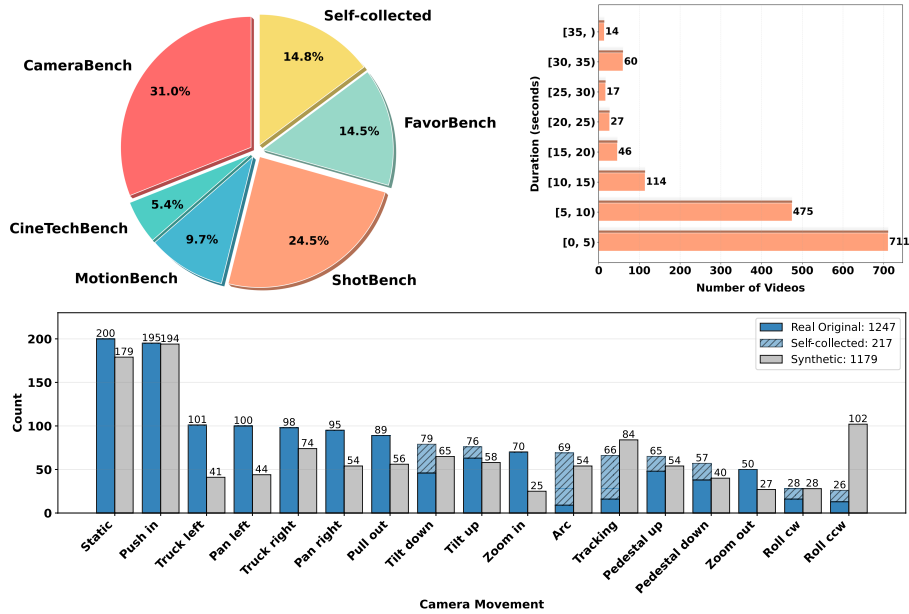 Self-collected
14.8%
CameraBench
31.0%
FavorBench
14.5%
5.4%
CineTechBench
9.7%
MotionBench
24.5%
ShotBench
Duration (seconds)
[35, ) 14
[30, 35) 60
[25, 30) 17
[20, 25) 27
[15, 20) 46
[10, 15) 114
[5, 10) 475
[0, 5) 711
0 100 200 300 400 500 600 700
Number of Videos
Count
200
150
100
50
0
Real Original: 1247
Self-collected: 217
Synthetic: 1179
200 179 195 194 101 41 100 44 98 74 95 54 89 56 79 65 76 58 70 25 69 54 66 84 65 54 57 40 50 27 28 28 26 102
Static
Push in
Truck left
Pan left
Truck right
Pan right
Pull out
Tilt down
Tilt up
Zoom in
Arc
Tracking
Pedestal up
Pedestal down
Zoom out
Roll cw
Roll ccw
Camera Movement